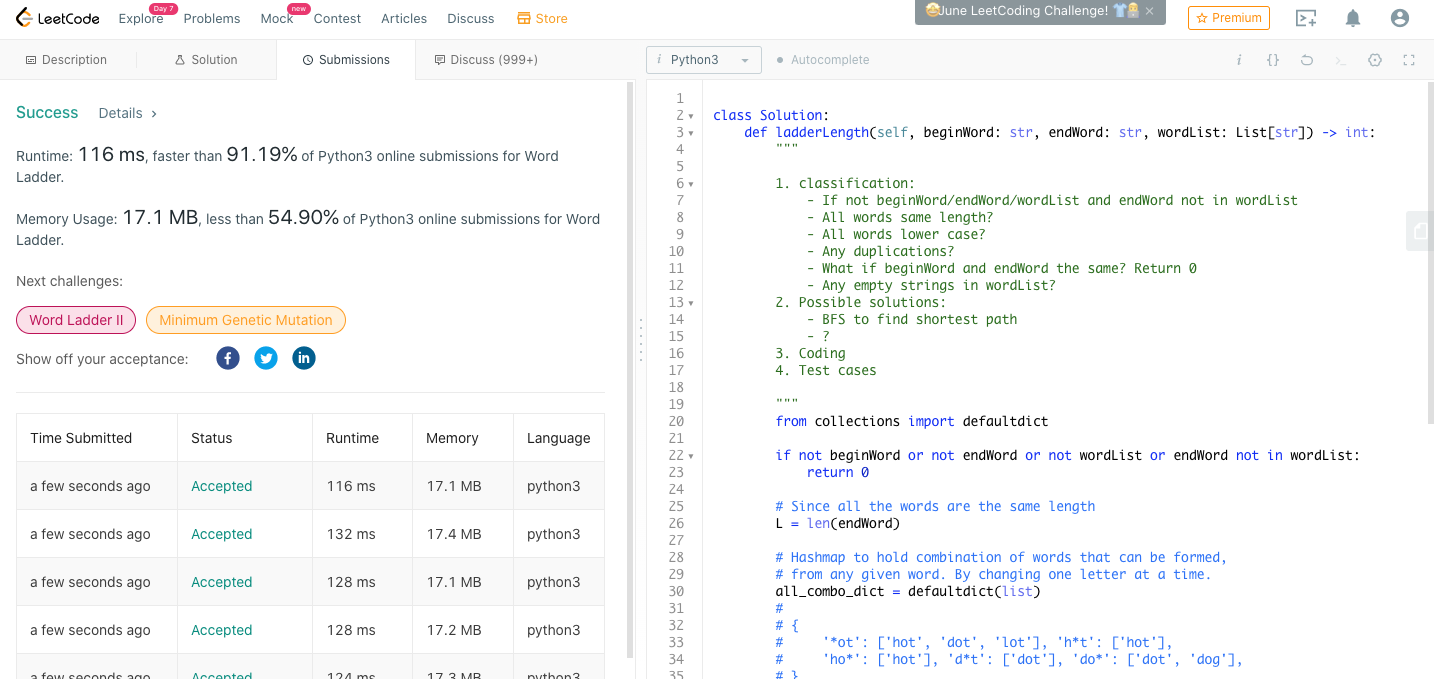 LeetCode Explore Day 7 Problems Mock new Contest Articles Discuss Store 🤩June LeetCoding Challenge! 👕 × Premium
Description Solution Submissions Discuss (999+) i Python3 Autocomplete i {}
Success Details >
Runtime: 116 ms, faster than 91.19% of Python3 online submissions for Word
Ladder.
Memory Usage: 17.1 MB, less than 54.90% of Python3 online submissions for Word
Ladder.
Next challenges:
Word Ladder II Minimum Genetic Mutation
Show off your acceptance:
Time Submitted Status Runtime Memory Language
a few seconds ago Accepted 116 ms 17.1 MB python3
a few seconds ago Accepted 132 ms 17.4 MB python3
a few seconds ago Accepted 128 ms 17.1 MB python3
a few seconds ago Accepted 128 ms 17.2 MB python3
a few seconds ago Accepted 124 ms 17.3 MB python3
1
2 class Solution:
3 def ladderLength(self, beginWord: str, endWord: str, wordList: List[str]) -> int:
4 """
5
6 1. classification:
7 - If not beginWord/endWord/wordList and endWord not in wordList
8 - All words same length?
9 - All words lower case?
10 - Any duplications?
11 - What if beginWord and endWord the same? Return 0
12 - Any empty strings in wordList?
13 2. Possible solutions:
14 - BFS to find shortest path
15 - ?
16 3. Coding
17 4. Test cases
18
19 """
20 from collections import defaultdict
21
22 if not beginWord or not endWord or not wordList or endWord not in wordList:
23 return 0
24
25 # Since all the words are the same length
26 L = len(endWord)
27
28 # Hashmap to hold combination of words that can be formed,
29 # from any given word. By changing one letter at a time.
30 all_combo_dict = defaultdict(list)
31 #
32 # {
33 # '*ot': ['hot', 'dot', 'lot'], 'h*t': ['hot'],
34 # 'ho*': ['hot'], 'd*t': ['dot'], 'do*': ['dot', 'dog'],
35 # }